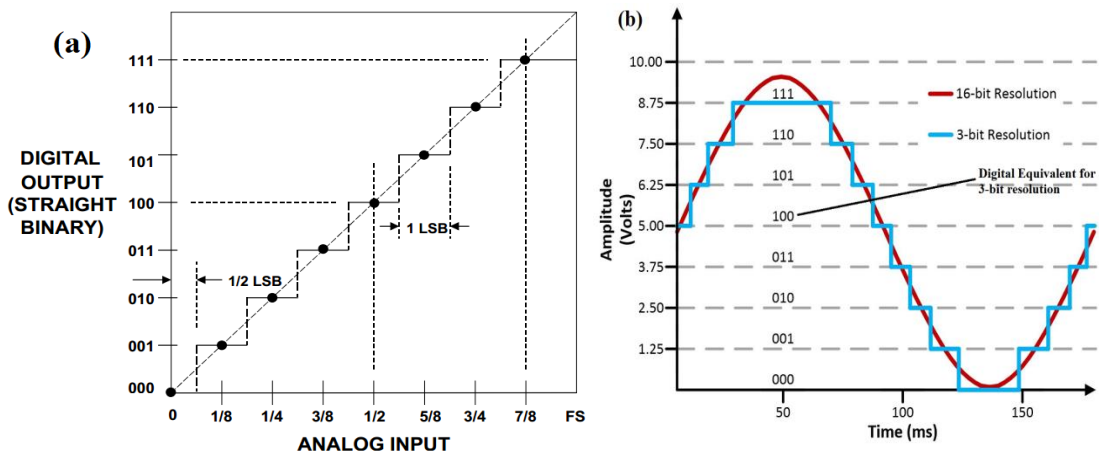 (a)
111
110
101
100
011
010
001
000
DIGITAL
OUTPUT
(STRAIGHT
BINARY)
1 LSB
1/2 LSB
0 1/8 1/4 3/8 1/2 5/8 3/4 7/8 FS
ANALOG INPUT
(b)
10.00
8.75
7.50
6.25
5.00
3.75
2.50
1.25
Amplitude
(Volts)
111
110
101
100
011
010
001
000
16-bit Resolution
3-bit Resolution
Digital Equivalent for
3-bit resolution
50 100 150
Time (ms)